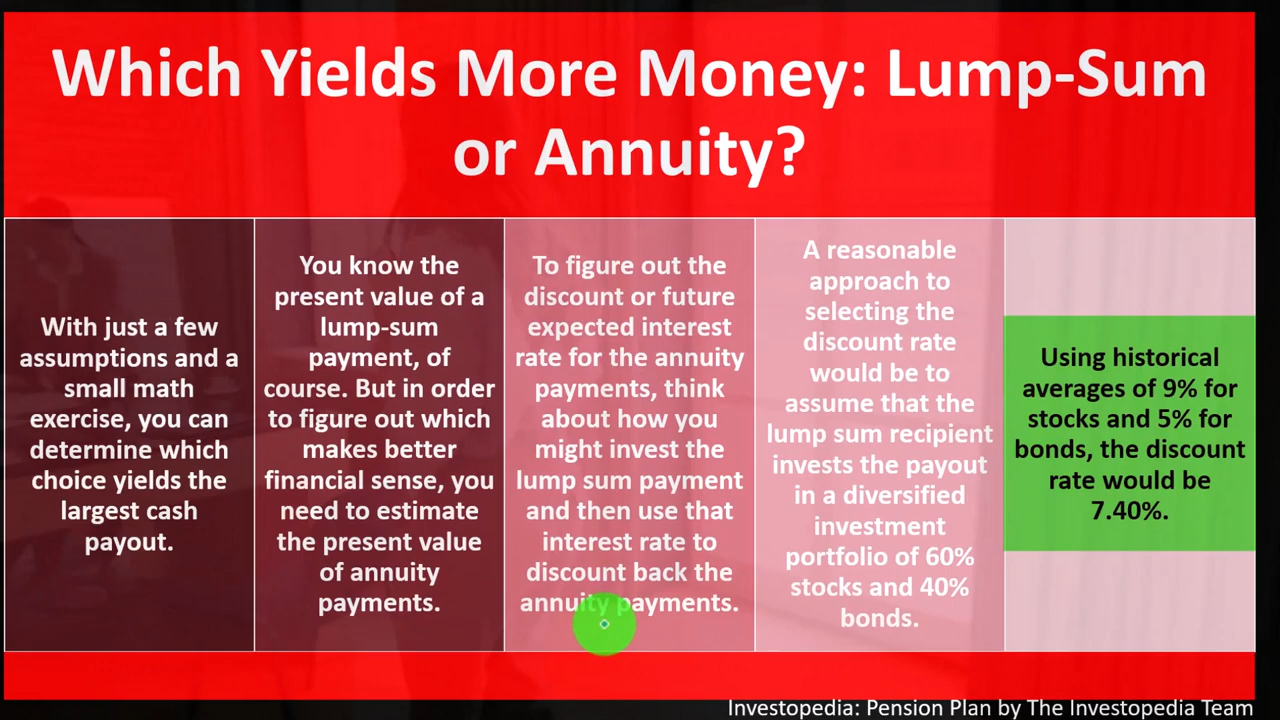 Which Yields More Money: Lump-Sum
or Annuity?
With just a few
assumptions and a
small math
exercise, you can
determine which
choice yields the
largest cash
payout.
You know the
present value of a
lump-sum
payment, of
course. But in order
to figure out which
makes better
financial sense, you
need to estimate
the present value
of annuity
payments.
To figure out the
discount or future
expected interest
rate for the annuity
payments, think
about how you
might invest the
lump sum payment
and then use that
interest rate to
discount back the
annuity payments.
A reasonable
approach to
selecting the
discount rate
would be to
assume that the
lump sum recipient
invests the payout
in a diversified
investment
portfolio of 60%
stocks and 40%
bonds.
Using historical
averages of 9% for
stocks and 5% for
bonds, the discount
rate would be
7.40%.
Investopedia: Pension Plan by The Investopedia Team